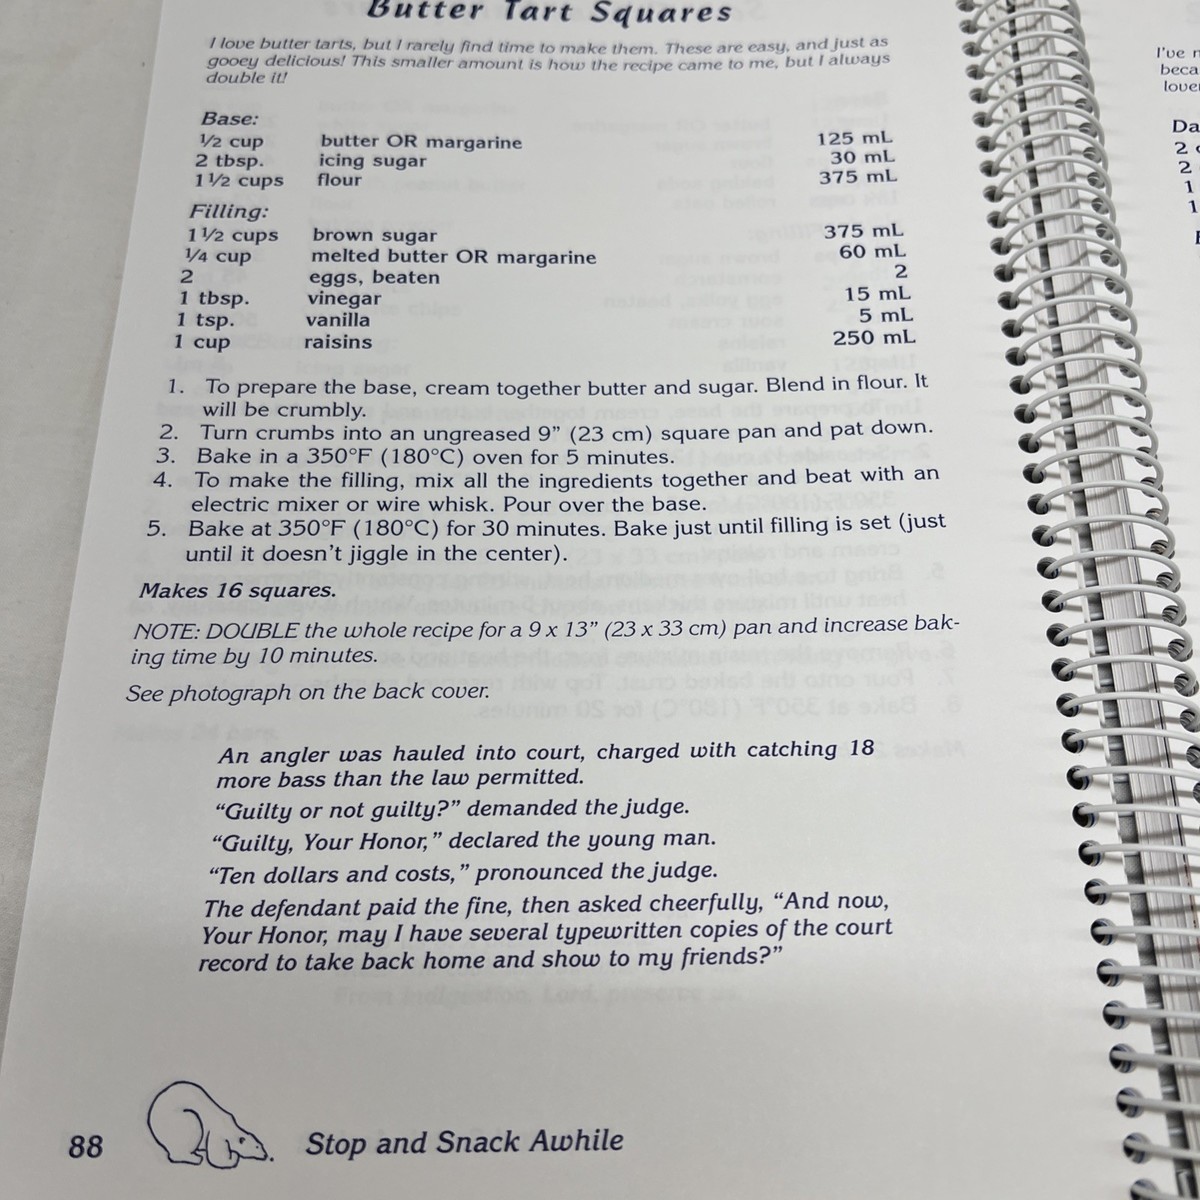 Butter Tart Squares
I love butter tarts, but I rarely find time to make them. These are easy, and just as
gooey delicious! This smaller amount is how the recipe came to me, but I always
double it!
Base:
½ cup butter OR margarine 125 mL
2 tbsp. icing sugar 30 mL
1½ cups flour 375 mL
Filling:
1½ cups brown sugar 375 mL
¼ cup melted butter OR margarine 60 mL
2 eggs, beaten 2
1 tbsp. vinegar 15 mL
1 tsp. vanilla 5 mL
1 cup raisins 250 mL
1. To prepare the base, cream together butter and sugar. Blend in flour. It
will be crumbly.
2. Turn crumbs into an ungreased 9” (23 cm) square pan and pat down.
3. Bake in a 350°F (180°C) oven for 5 minutes.
4. To make the filling, mix all the ingredients together and beat with an
electric mixer or wire whisk. Pour over the base.
5. Bake at 350°F (180°C) for 30 minutes. Bake just until filling is set (just
until it doesn’t jiggle in the center).
Makes 16 squares.
NOTE: DOUBLE the whole recipe for a 9 x 13” (23 x 33 cm) pan and increase bak-
ing time by 10 minutes.
See photograph on the back cover.
An angler was hauled into court, charged with catching 18
more bass than the law permitted.
“Guilty or not guilty?” demanded the judge.
“Guilty, Your Honor,” declared the young man.
“Ten dollars and costs,” pronounced the judge.
The defendant paid the fine, then asked cheerfully, “And now,
Your Honor, may I have several typewritten copies of the court
record to take back home and show to my friends?”
88 Stop and Snack Awhile
I’ve
2
2
1
1